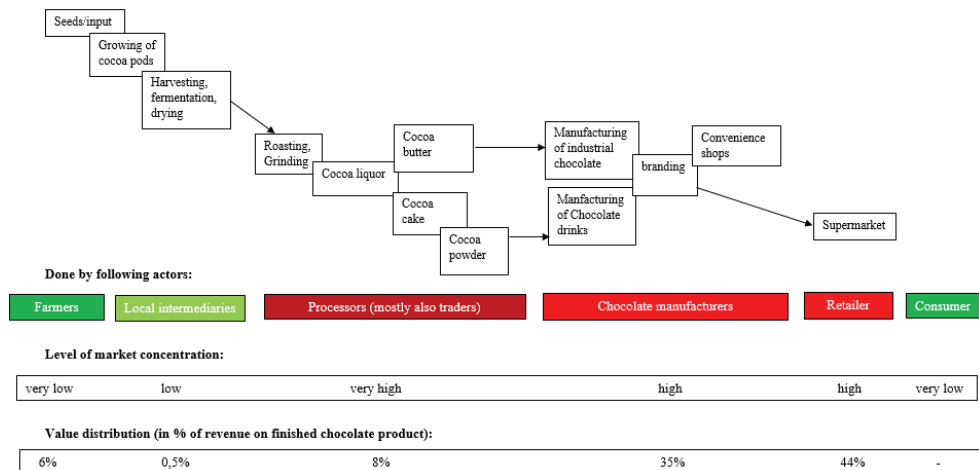 Seeds/input
Growing of
cocoa pods
Harvesting,
fermentation,
drying
Roasting,
Grinding
Cocoa liquor
Cocoa
butter
Cocoa
cake
Cocoa
powder
Manufacturing
of industrial
chocolate
Manfacturing
of Chocolate
drinks
branding
Convenience
shops
Supermarket
Done by following actors:
Farmers
Local intermediaries
Processors (mostly also traders)
Chocolate manufacturers
Retailer
Consumer
Level of market concentration:
very low low very high high high very low
Value distribution (in % of revenue on finished chocolate product):
6% 0,5% 8% 35% 44% -